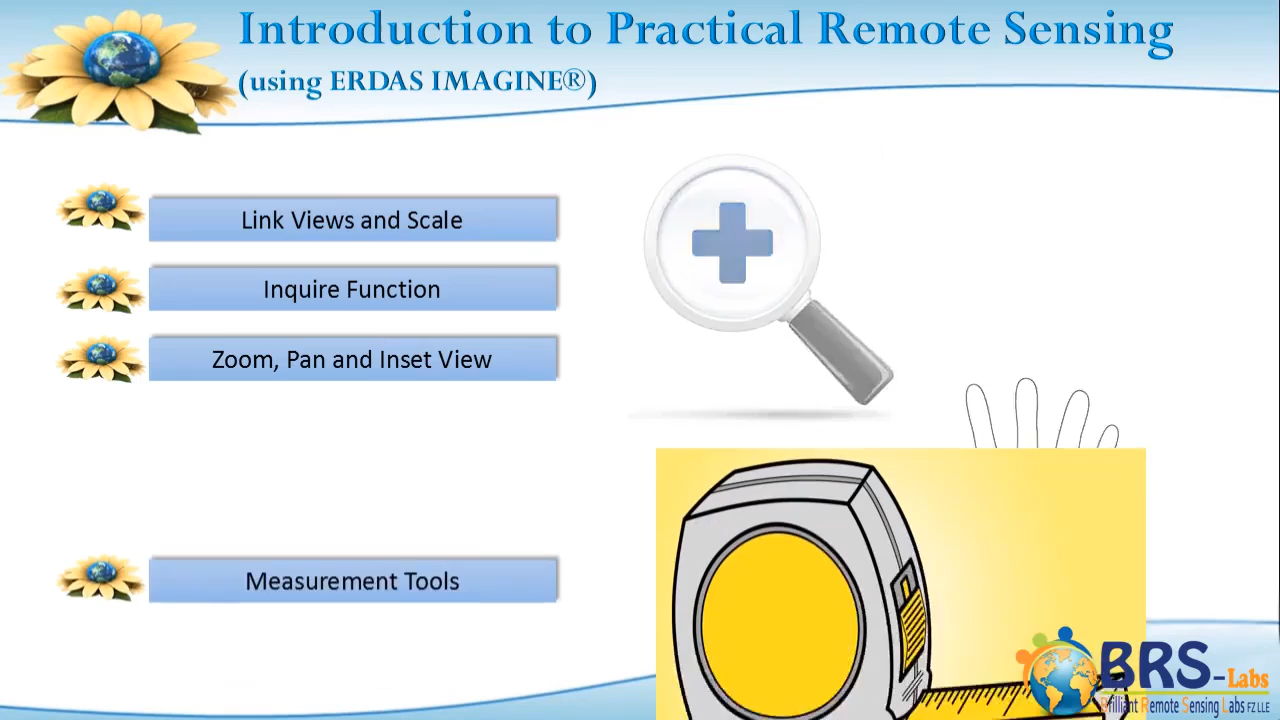 Introduction to Practical Remote Sensing
(using ERDAS IMAGINE®)
Link Views and Scale
Inquire Function
Zoom, Pan and Inset View
Measurement Tools
BRS-Labs
Brilliant Remote Sensing Labs FZ LLE